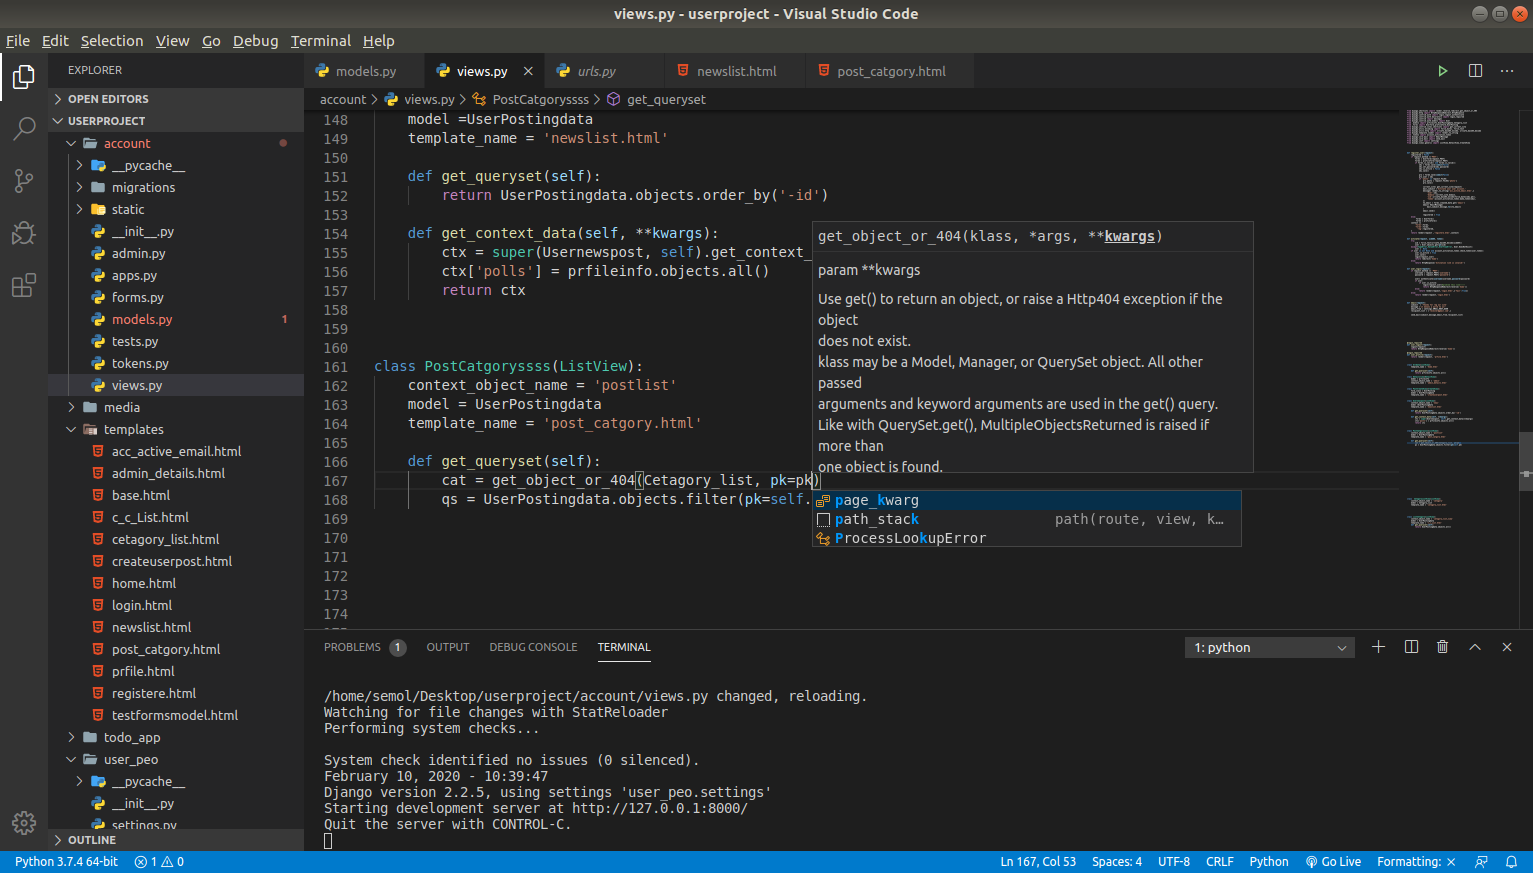 views.py - userproject - Visual Studio Code
File Edit Selection View Go Debug Terminal Help
EXPLORER
OPEN EDITORS
USERPROJECT
account
__pycache__
migrations
static
__init__.py
admin.py
apps.py
forms.py
models.py 1
tests.py
tokens.py
views.py
media
templates
acc_active_email.html
admin_details.html
base.html
c_c_List.html
cetagory_list.html
createuserpost.html
home.html
login.html
newslist.html
post_catgory.html
prfile.html
registere.html
testformsmodel.html
todo_app
user_peo
__pycache__
__init__.py
settings.py
OUTLINE
models.py views.py urls.py newslist.html post_catgory.html
account > views.py > PostCatgoryssss > get_queryset
148 model =UserPostingdata
149 template_name = 'newslist.html'
150
151 def get_queryset(self):
152 return UserPostingdata.objects.order_by('-id')
153
154 def get_context_data(self, **kwargs):
155 ctx = super(Usernewspost, self).get_context_
156 ctx['polls'] = prfileinfo.objects.all()
157 return ctx
158
159
160
161 class PostCatgoryssss(ListView):
162 context_object_name = 'postlist'
163 model = UserPostingdata
164 template_name = 'post_catgory.html'
165
166 def get_queryset(self):
167 cat = get_object_or_404(Cetagory_list, pk=pk)
168 qs = UserPostingdata.objects.filter(pk=self.
169
170
171
172
173
174
get_object_or_404(klass, *args, **kwargs)
param **kwargs
Use get() to return an object, or raise a Http404 exception if the
object
does not exist.
klass may be a Model, Manager, or QuerySet object. All other
passed
arguments and keyword arguments are used in the get() query.
Like with QuerySet.get(), MultipleObjectsReturned is raised if
more than
one object is found.
page_kwarg
path_stack path(route, view, k…
ProcessLookupError
PROBLEMS 1 OUTPUT DEBUG CONSOLE TERMINAL
1: python
/home/semol/Desktop/userproject/account/views.py changed, reloading.
Watching for file changes with StatReloader
Performing system checks...
System check identified no issues (0 silenced).
February 10, 2020 - 10:39:47
Django version 2.2.5, using settings 'user_peo.settings'
Starting development server at http://127.0.0.1:8000/
Quit the server with CONTROL-C.
Python 3.7.4 64-bit 1 0 Ln 167, Col 53 Spaces: 4 UTF-8 CRLF Python Go Live Formatting: ×